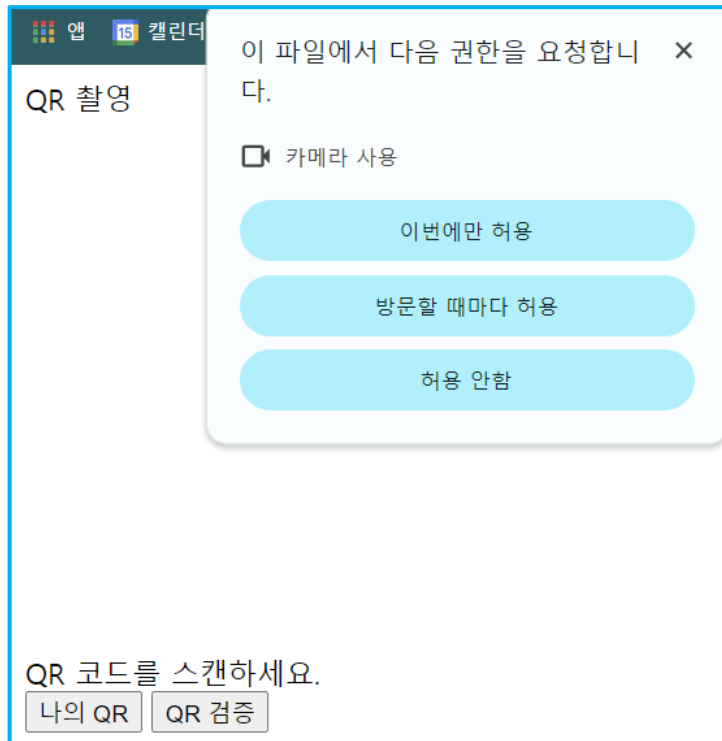 앱 15 캘린더
이 파일에서 다음 권한을 요청합니
다.
QR 촬영
카메라 사용
이번에만 허용
방문할 때마다 허용
허용 안함
QR 코드를 스캔하세요.
나의 QR QR 검증